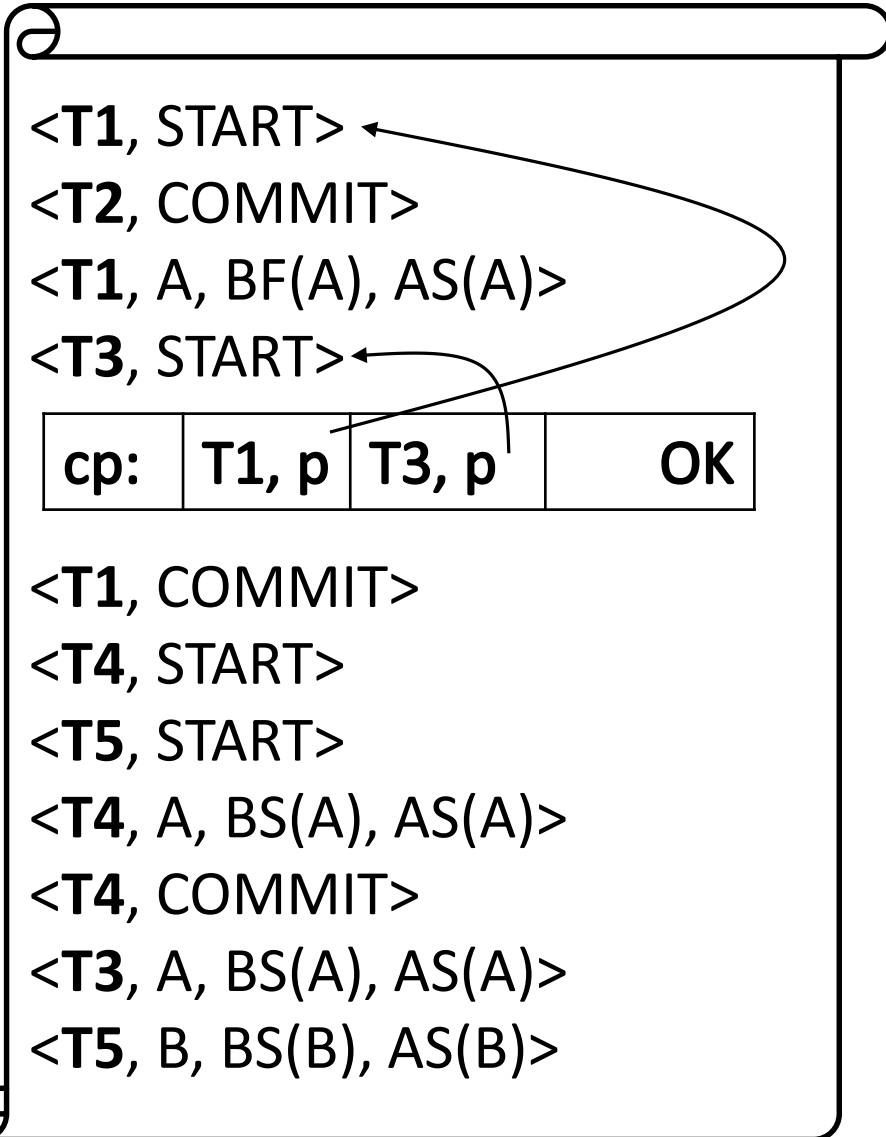 <T1, START>
<T2, COMMIT>
<T1, A, BF(A), AS(A)>
<T3, START>
cp: T1, p T3, p OK
<T1, COMMIT>
<T4, START>
<T5, START>
<T4, A, BS(A), AS(A)>
<T4, COMMIT>
<T3, A, BS(A), AS(A)>
<T5, B, BS(B), AS(B)>